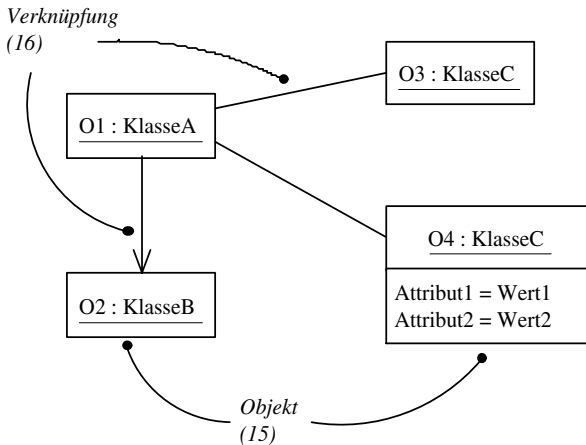 Verknüpfung
(16)
O3 : KlasseC
O1 : KlasseA
O4 : KlasseC
Attribut1 = Wert1
Attribut2 = Wert2
O2 : KlasseB
Objekt
(15)